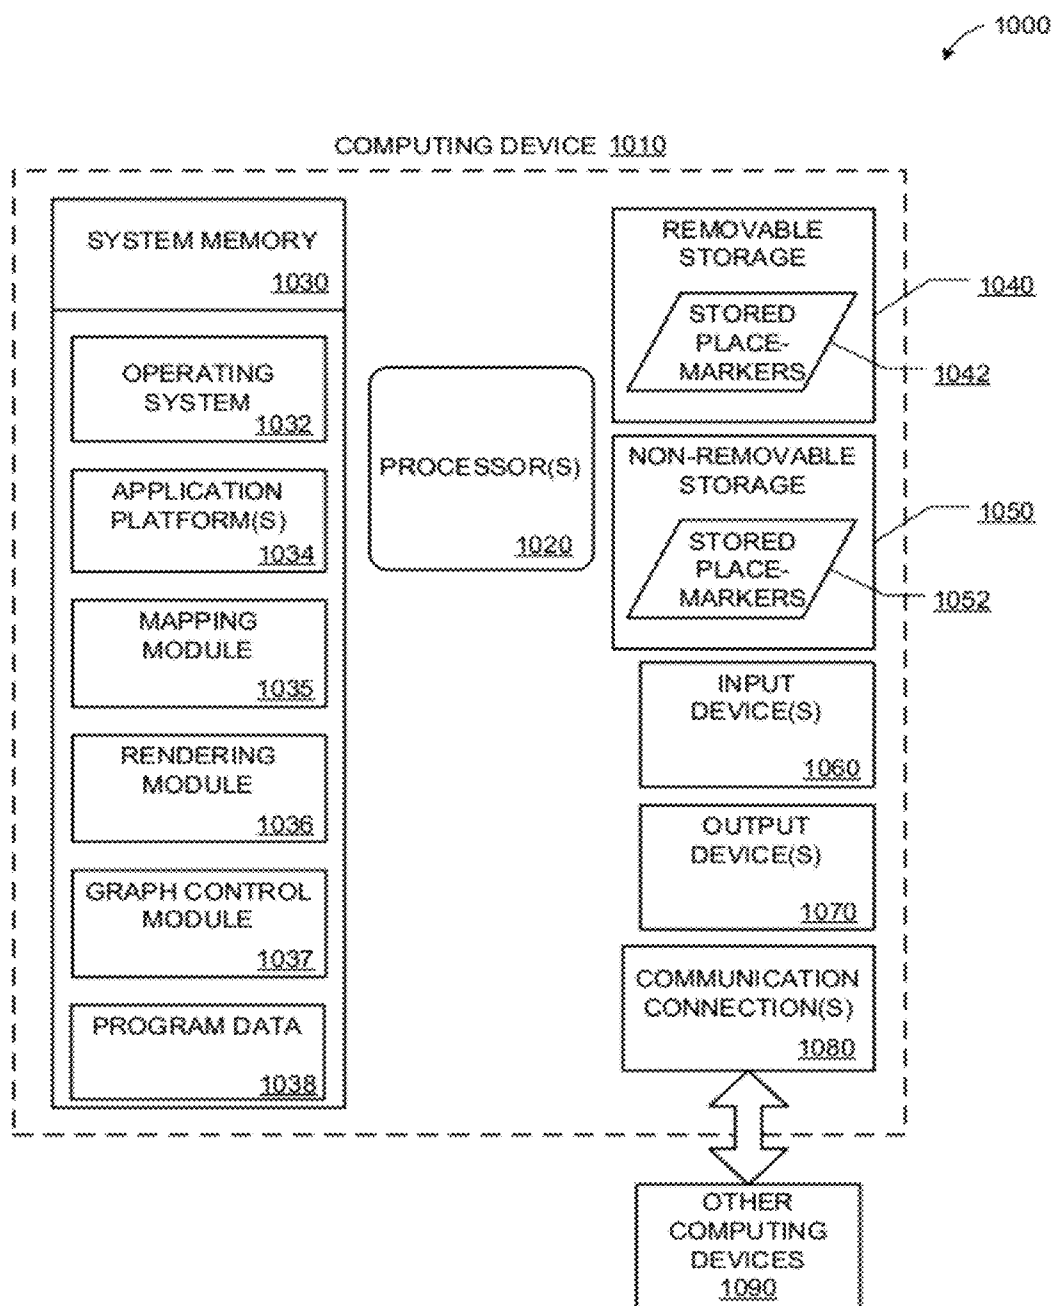 1000
COMPUTING DEVICE 1010
SYSTEM MEMORY
1030
OPERATING
SYSTEM
1032
APPLICATION
PLATFORM(S)
1034
MAPPING
MODULE
1035
RENDERING
MODULE
1036
GRAPH CONTROL
MODULE
1037
PROGRAM DATA
1038
PROCESSOR(S)
1020
REMOVABLE
STORAGE
1040
STORED
PLACE-
MARKERS
1042
NON-REMOVABLE
STORAGE
1050
STORED
PLACE-
MARKERS
1052
INPUT
DEVICE(S)
1060
OUTPUT
DEVICE(S)
1070
COMMUNICATION
CONNECTION(S)
1080
OTHER
COMPUTING
DEVICES
1090